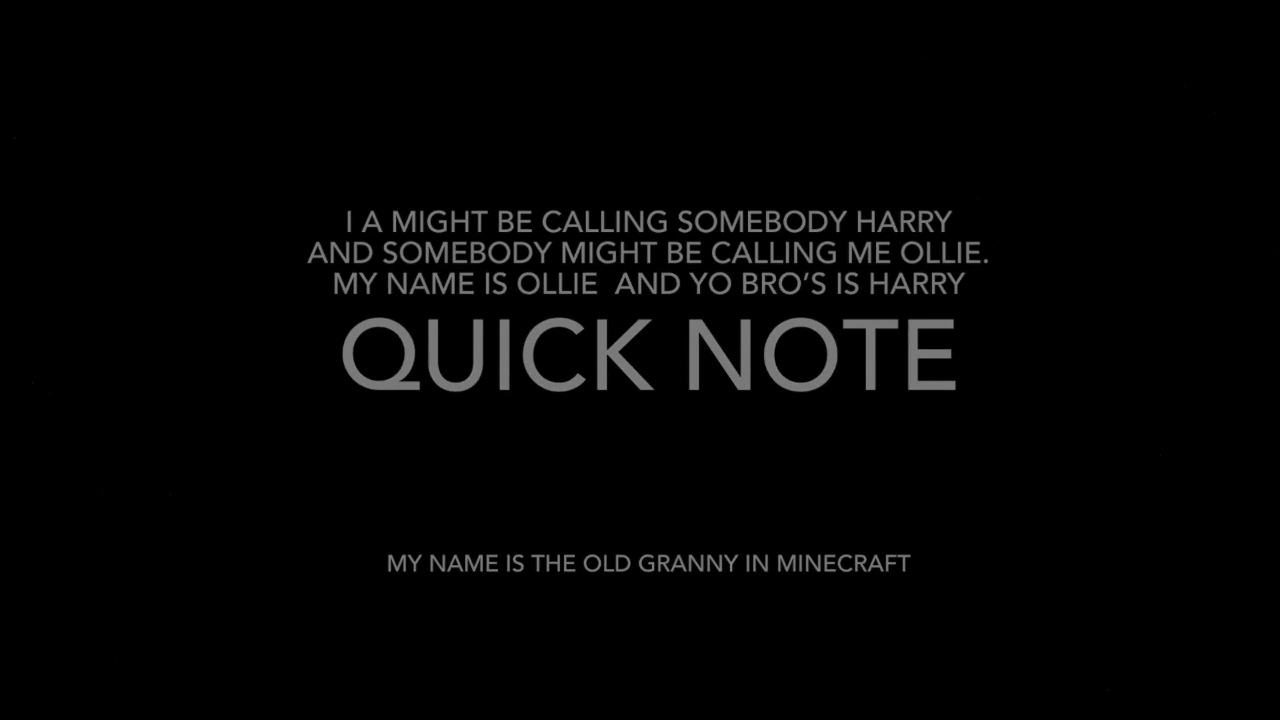 I A MIGHT BE CALLING SOMEBODY HARRY
AND SOMEBODY MIGHT BE CALLING ME OLLIE.
MY NAME IS OLLIE  AND YO BRO’S IS HARRY
QUICK NOTE
MY NAME IS THE OLD GRANNY IN MINECRAFT